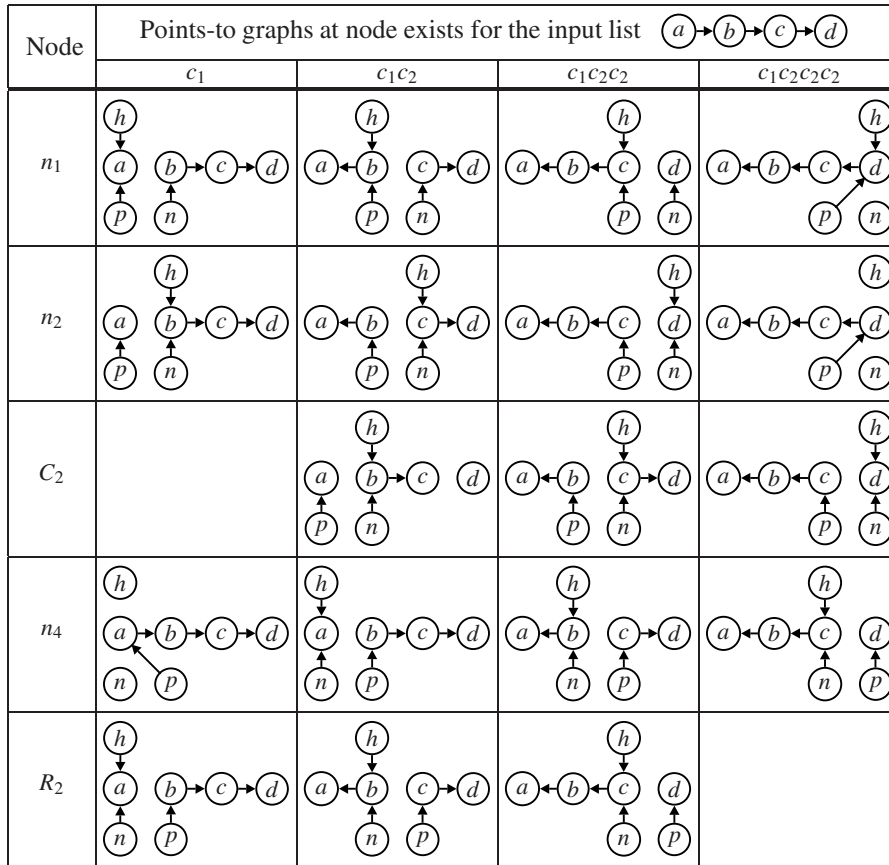 Node
Points-to graphs at node exists for the input list a b c d
c₁ c₁c₂ c₁c₂c₂ c₁c₂c₂c₂
h h h h
n₁ a b c d a b c d a b c d a b c d
p n p n p n p n
h h h h
n₂ a b c d a b c d a b c d a b c d
p n p n p n p n
h h h
C₂ a b c d a b c d a b c d
p n p n p n
h h h h
n₄ a b c d a b c d a b c d a b c d
n p n p n p n p
h h h
R₂ a b c d a b c d a b c d
n p n p n p